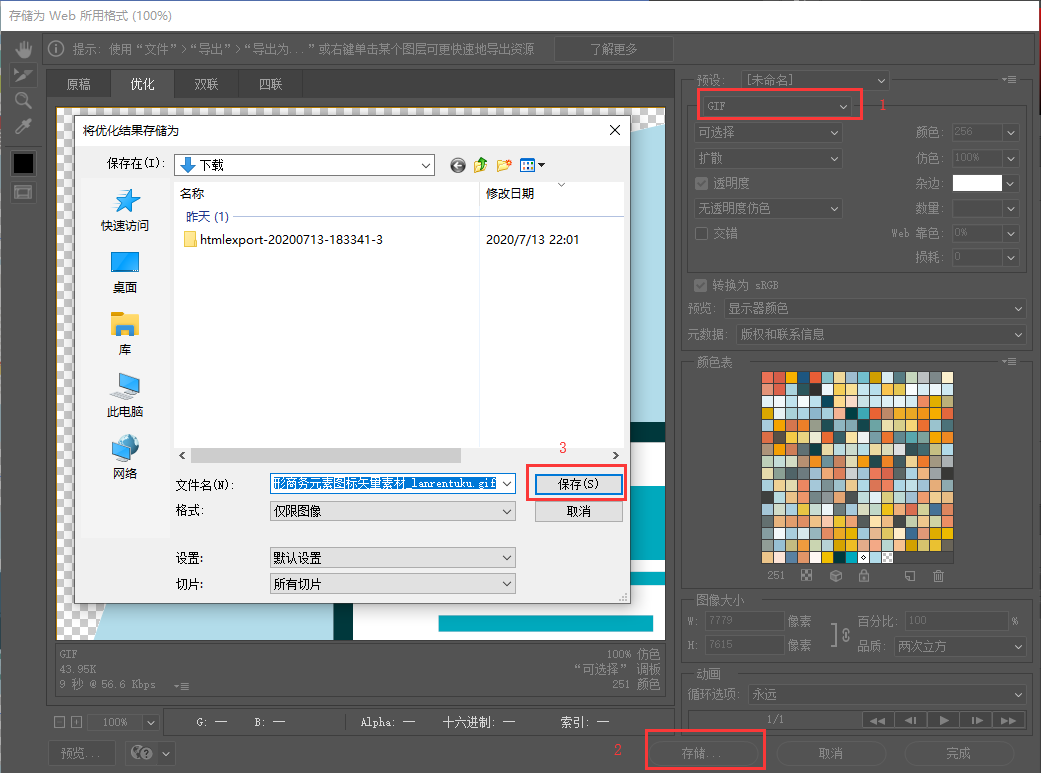 存储为 Web 所用格式 (100%)
提示: 使用“文件”>“导出”>“导出为...”或右键单击某个图层可更快速地导出资源
了解更多
原稿
优化
双联
四联
将优化结果存储为
保存在(I):
下载
名称
修改日期
昨天 (1)
htmlexport-20200713-183341-3
2020/7/13 22:01
快速访问
桌面
库
此电脑
网络
3
文件名(N):
形商务元素图标矢量素材_lanrentuku.gif
保存(S)
格式:
仅限图像
取消
设置:
默认设置
切片:
所有切片
预设:
[未命名]
GIF
1
可选择
颜色:
256
扩散
仿色:
100%
透明度
杂边:
无透明度仿色
数量:
交错
Web 靠色:
0%
损耗:
0
转换为 sRGB
预览:
显示器颜色
元数据:
版权和联系信息
颜色表
251
图像大小
W:
7779
像素
百分比:
100
%
H:
7615
像素
品质:
两次立方
动画
循环选项:
永远
1/1
GIF
43.95K
9 秒 @ 56.6 Kbps
100% 仿色
“可选择” 调板
251 颜色
100%
G: —
B: —
Alpha: —
十六进制: —
索引: —
预览...
2
存储...
取消
完成